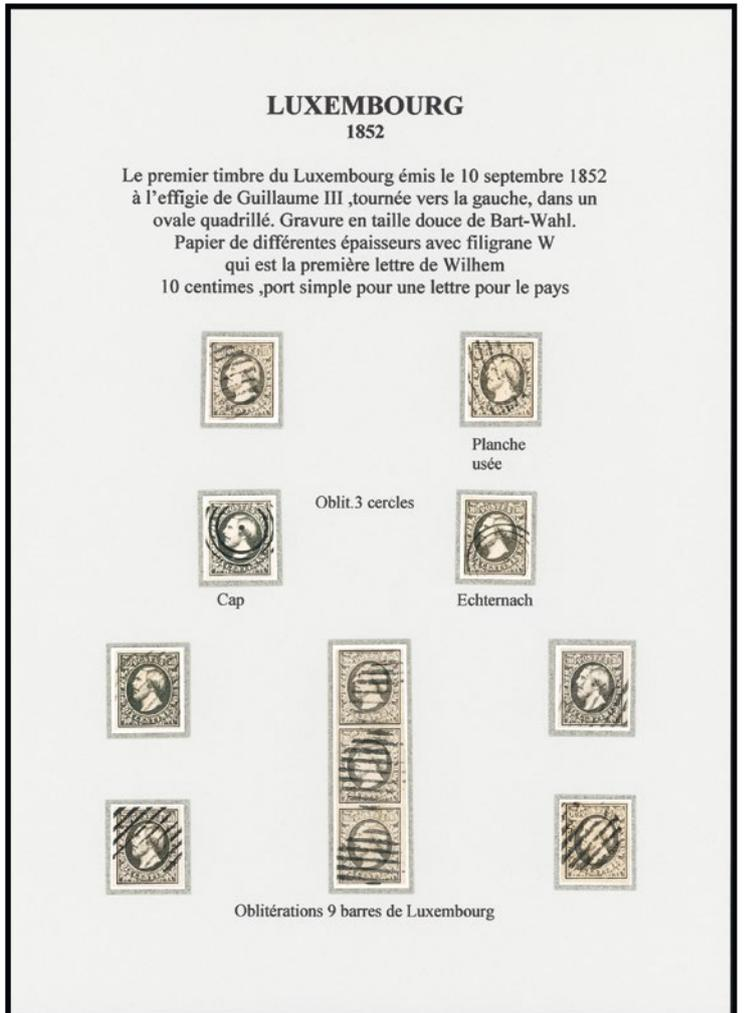 LUXEMBOURG
1852
Le premier timbre du Luxembourg émis le 10 septembre 1852
à l'effigie de Guillaume III ,tournée vers la gauche, dans un
ovale quadrillé. Gravure en taille douce de Bart-Wahl.
Papier de différentes épaisseurs avec filigrane W
qui est la première lettre de Wilhem
10 centimes ,port simple pour une lettre pour le pays
Planche
usée
Oblit.3 cercles
Cap
Echternach
Oblitérations 9 barres de Luxembourg